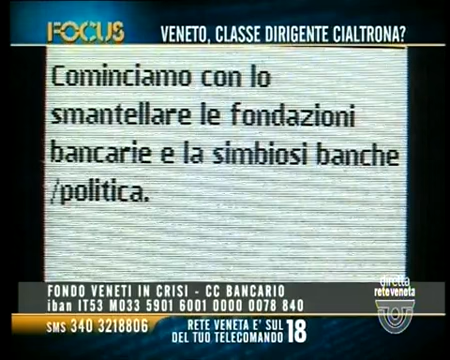 FOCUS
VENETO, CLASSE DIRIGENTE CIALTRONA?
Cominciamo con lo
smantellare le fondazioni
bancarie e la simbiosi banche
/politica.
diretta
reteveneta
FONDO VENETI IN CRISI - CC BANCARIO
iban IT53 M033 5901 6001 0000 0078 840
SMS 340 3218806
RETE VENETA E' SUL
DEL TUO TELECOMANDO 18